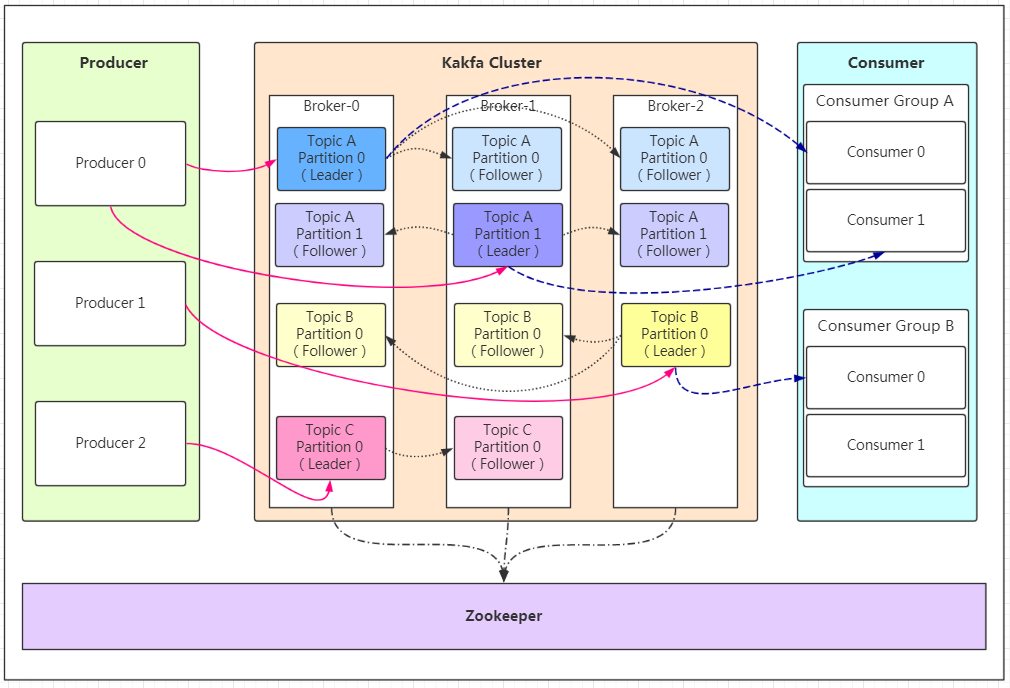 Producer
Producer 0
Producer 1
Producer 2
Kakfa Cluster
Broker-0
Topic A
Partition 0
( Leader )
Topic A
Partition 1
( Follower )
Topic B
Partition 0
( Follower )
Topic C
Partition 0
( Leader )
Broker-1
Topic A
Partition 0
( Follower )
Topic A
Partition 1
( Leader )
Topic B
Partition 0
( Follower )
Topic C
Partition 0
( Follower )
Broker-2
Topic A
Partition 0
( Follower )
Topic A
Partition 1
( Follower )
Topic B
Partition 0
( Leader )
Consumer
Consumer Group A
Consumer 0
Consumer 1
Consumer Group B
Consumer 0
Consumer 1
Zookeeper